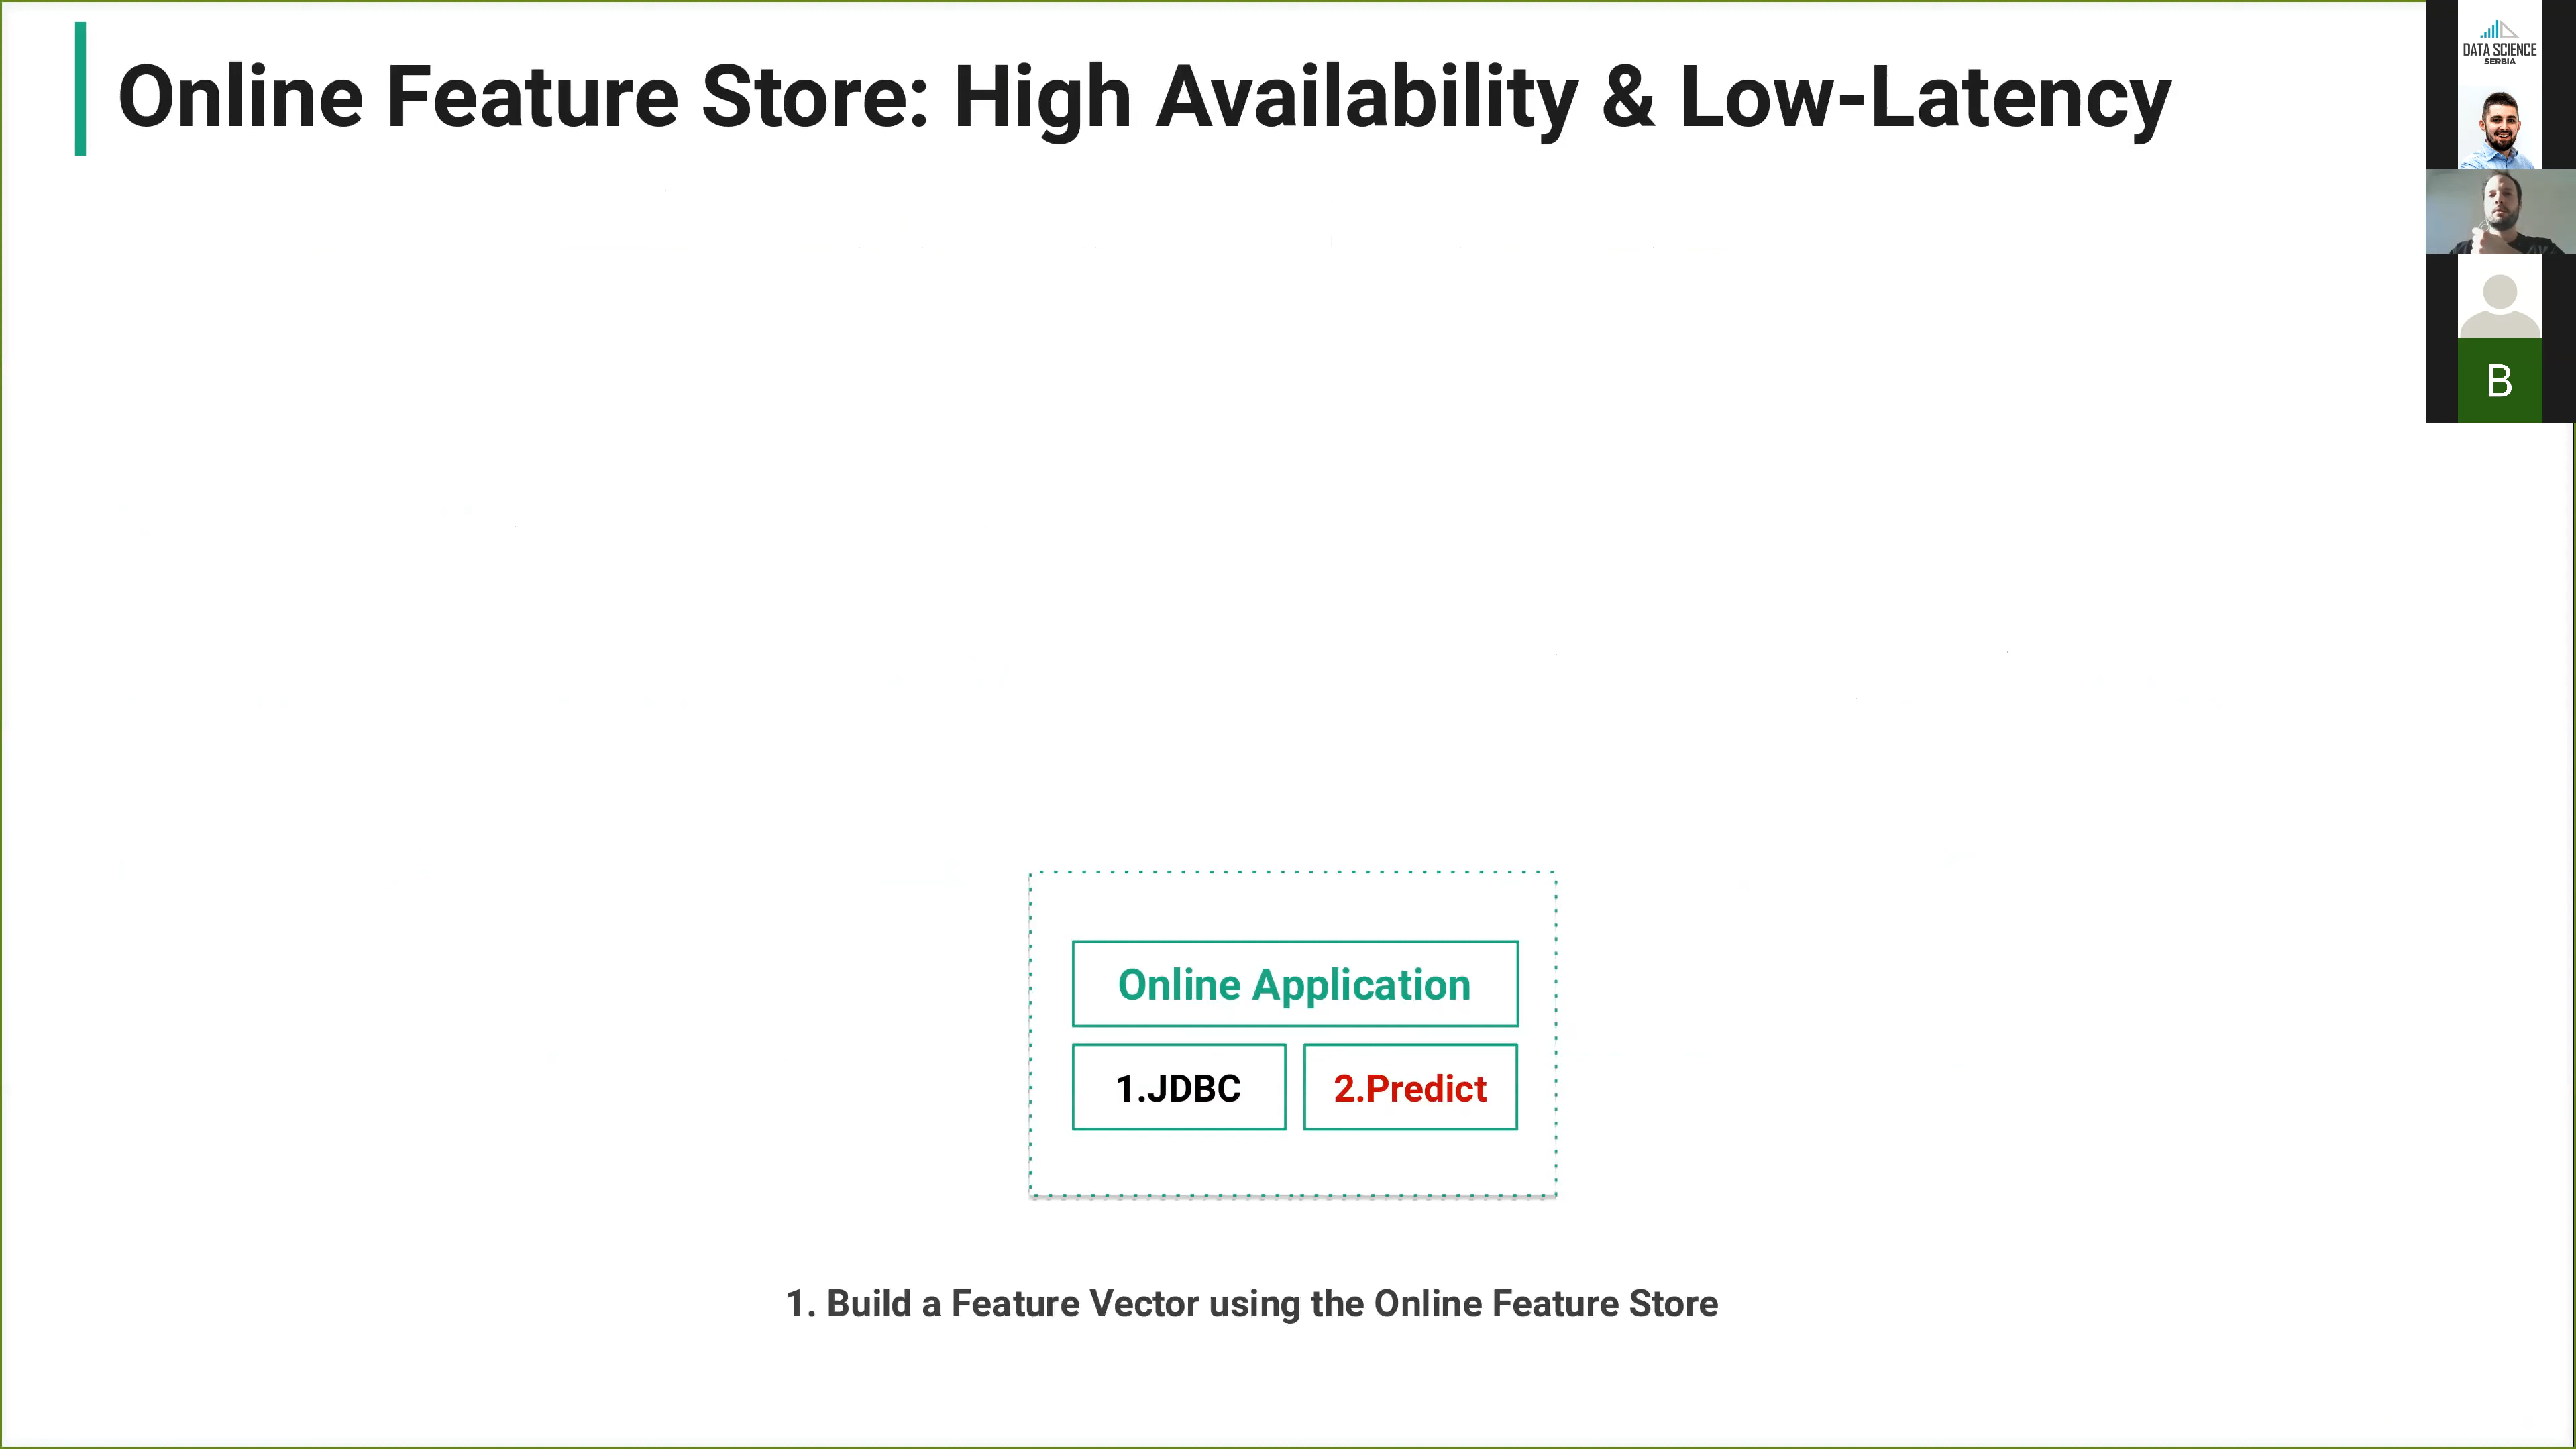 Online Feature Store: High Availability & Low-Latency
DATA SCIENCE
SERBIA
B
Online Application
1.JDBC
2.Predict
1. Build a Feature Vector using the Online Feature Store